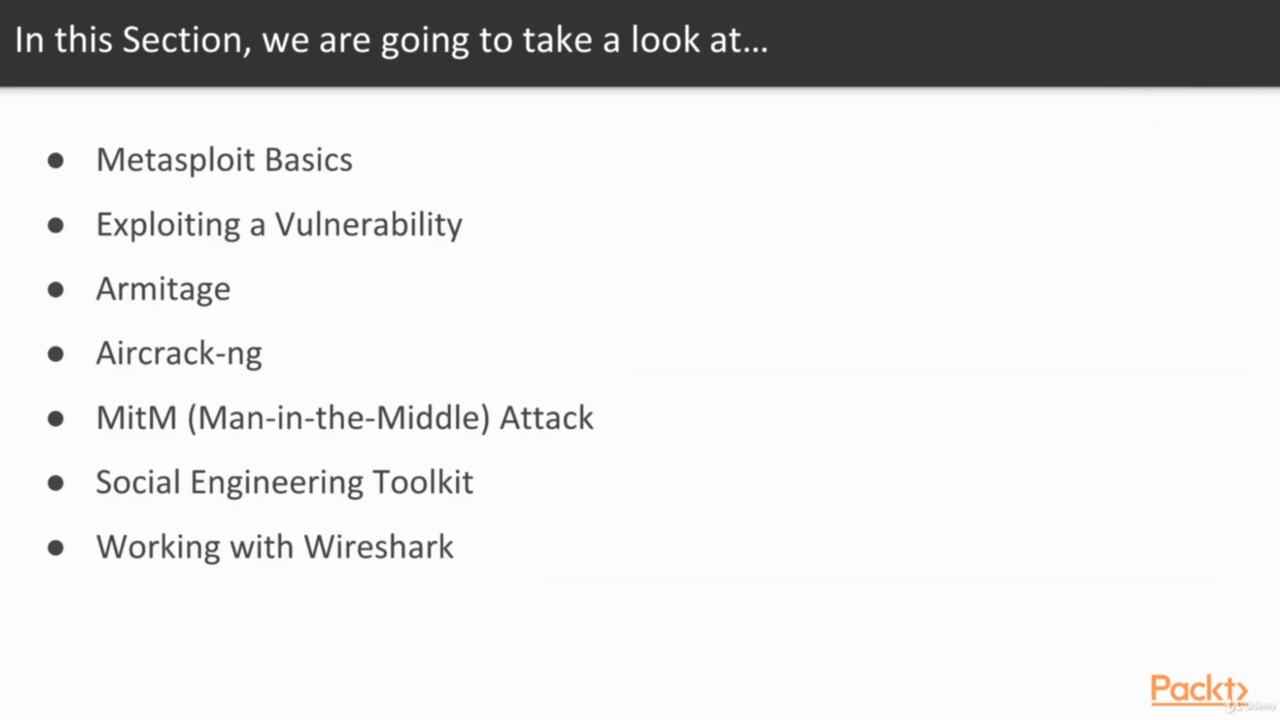 In this Section, we are going to take a look at...
● Metasploit Basics
● Exploiting a Vulnerability
● Armitage
● Aircrack-ng
● MitM (Man-in-the-Middle) Attack
● Social Engineering Toolkit
● Working with Wireshark
Packt>
Udemy